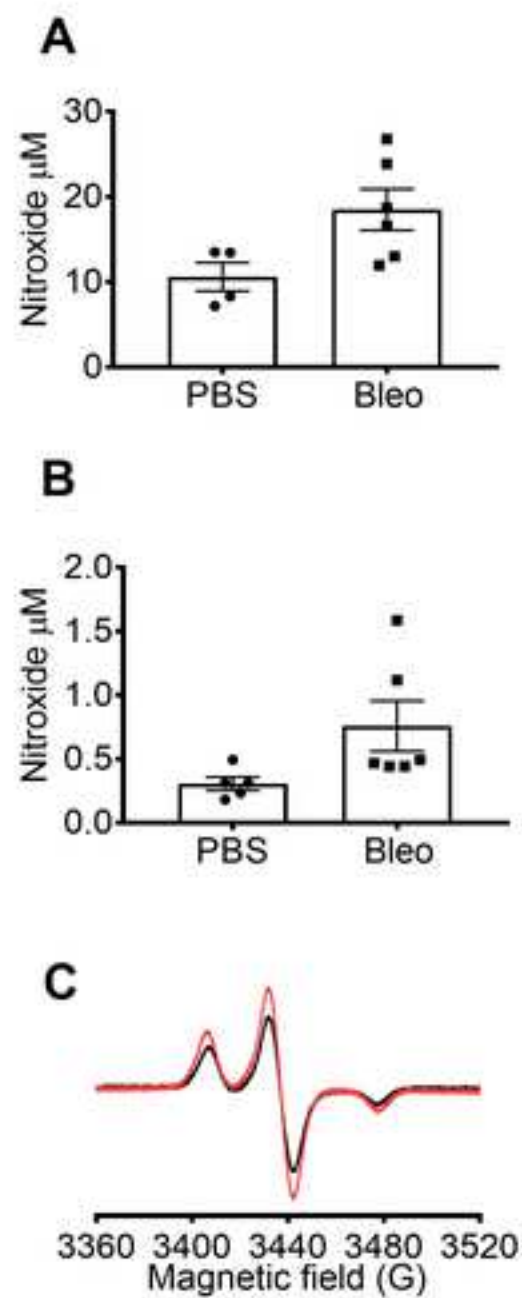 A
Nitroxide μM
30
20
10
0
PBS Bleo
B
Nitroxide μM
2.0
1.5
1.0
0.5
0.0
PBS Bleo
C
3360 3400 3440 3480 3520
Magnetic field (G)